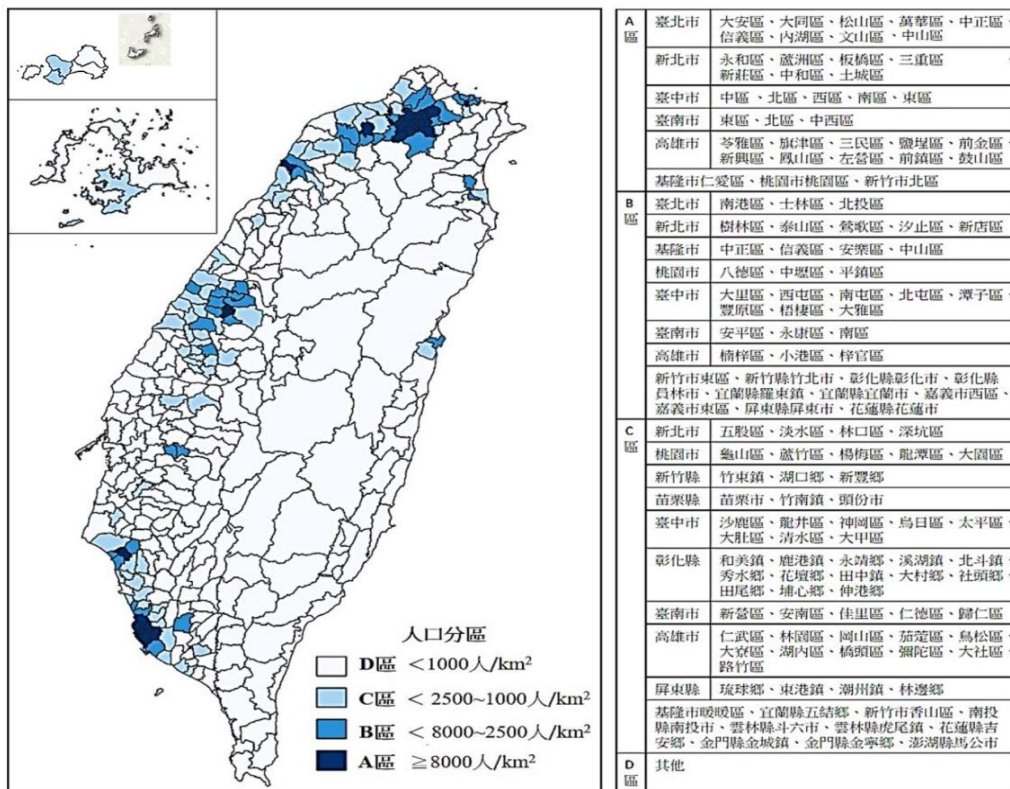 人口分區
D區 <1000人/km²
C區 <2500~1000人/km²
B區 <8000~2500人/km²
A區 ≧8000人/km²
A區
臺北市 大安區、大同區、松山區、萬華區、中正區、
信義區、內湖區、文山區、中山區
新北市 永和區、蘆洲區、板橋區、三重區、
新莊區、中和區、土城區
臺中市 中區、北區、西區、南區、東區
臺南市 東區、北區、中西區
高雄市 苓雅區、旗津區、三民區、鹽埕區、前金區、
新興區、鳳山區、左營區、前鎮區、鼓山區
基隆市仁愛區、桃園市桃園區、新竹市北區
B區
臺北市 南港區、士林區、北投區
新北市 樹林區、泰山區、鶯歌區、汐止區、新店區
基隆市 中正區、信義區、安樂區、中山區
桃園市 八德區、中壢區、平鎮區
臺中市 大里區、西屯區、南屯區、北屯區、潭子區、
豐原區、梧棲區、大雅區
臺南市 安平區、永康區、南區
高雄市 楠梓區、小港區、梓官區
新竹市東區、新竹縣竹北市、彰化縣彰化市、彰化縣
員林市、宜蘭縣羅東鎮、宜蘭縣宜蘭市、嘉義市西區、
嘉義市東區、屏東縣屏東市、花蓮縣花蓮市
C區
新北市 五股區、淡水區、林口區、深坑區
桃園市 龜山區、蘆竹區、楊梅區、龍潭區、大園區
新竹縣 竹東鎮、湖口鄉、新豐鄉
苗栗縣 苗栗市、竹南鎮、頭份市
臺中市 沙鹿區、龍井區、神岡區、烏日區、太平區、
大肚區、清水區、大甲區
彰化縣 和美鎮、鹿港鎮、永靖鄉、溪湖鎮、北斗鎮、
秀水鄉、花壇鄉、田中鎮、大村鄉、社頭鄉、
田尾鄉、埔心鄉、伸港鄉
臺南市 新營區、安南區、佳里區、仁德區、歸仁區
高雄市 仁武區、林園區、岡山區、茄萣區、鳥松區、
大寮區、湖內區、橋頭區、彌陀區、大社區、
路竹區
屏東縣 琉球鄉、東港鎮、潮州鎮、林邊鄉
基隆市暖暖區、宜蘭縣五結鄉、新竹市香山區、南投
縣南投市、雲林縣斗六市、雲林縣虎尾鎮、花蓮縣吉
安鄉、金門縣金城鎮、金門縣金寧鄉、澎湖縣馬公市
D區
其他